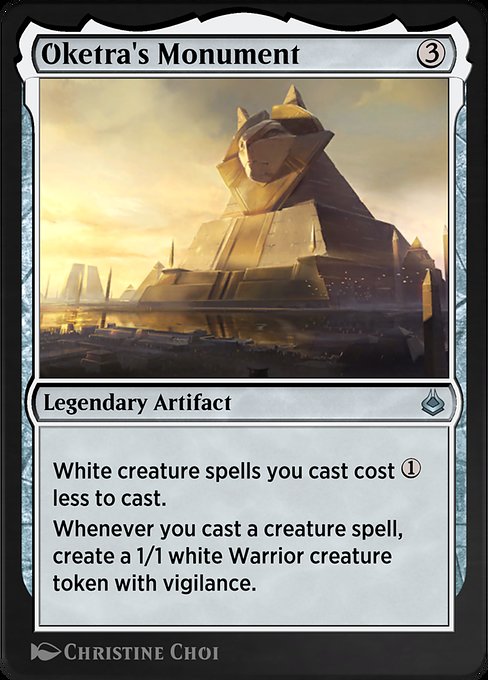 Oketra's Monument 3
Legendary Artifact
White creature spells you cast cost 1
less to cast.
Whenever you cast a creature spell,
create a 1/1 white Warrior creature
token with vigilance.
Christine Choi